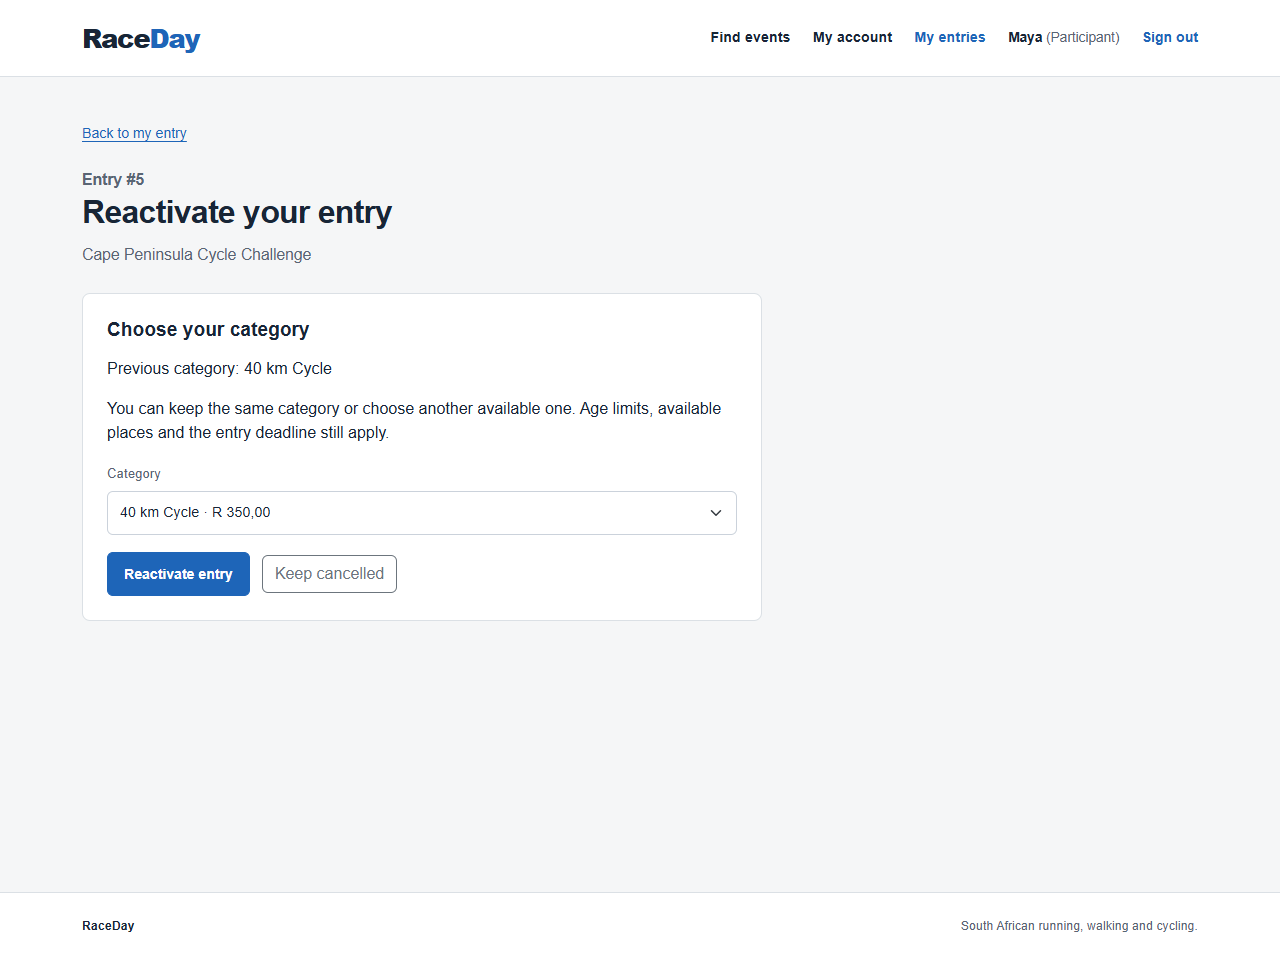 RaceDay
Find events
My account
My entries
Maya (Participant)
Sign out
Back to my entry
Entry #5
Reactivate your entry
Cape Peninsula Cycle Challenge
Choose your category
Previous category: 40 km Cycle
You can keep the same category or choose another available one. Age limits, available
places and the entry deadline still apply.
Category
40 km Cycle · R 350,00
Reactivate entry
Keep cancelled
RaceDay
South African running, walking and cycling.